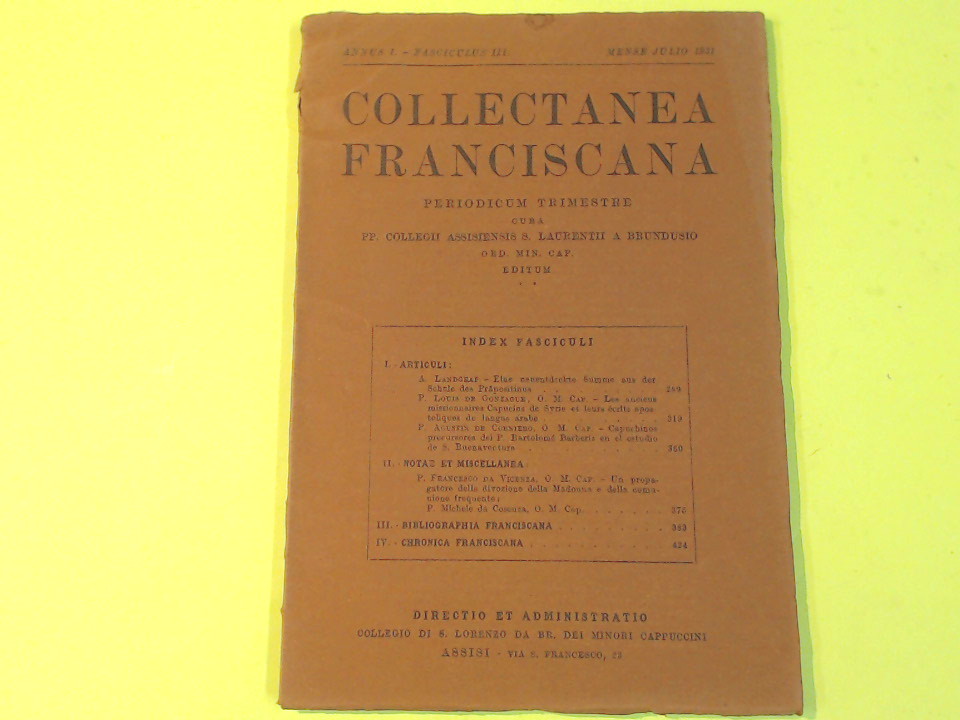 ANNUS I. - FASCICULUS III. MENSE JULIO 1931
COLLECTANEA
FRANCISCANA
PERIODICUM TRIMESTRE
CURA
PP. COLLEGII ASSISIENSIS S. LAURENTII A BRUNDUSIO
ORD. MIN. CAP.
EDITUM
* *
INDEX FASCICULI
I. - ARTICULI:
A. LANDGRAF - Eine neuentdeckte Summe aus der
Schule des Präpositinus . . . 289
P. LOUIS DE GONZAGUE, O. M. CAP. - Les anciens
missionnaires Capucins de Syrie et leurs écrits apos-
toliques de langue arabe . . . 319
P. AGUSTÍN DE CORNIERO, O. M. CAP. - Capuchinos
precursores del P. Bartolomé Barberis en el estudio
de S. Buenaventura . . . 360
II. - NOTAE ET MISCELLANEA:
P. FRANCESCO DA VICENZA, O. M. CAP. - Un propa-
gatore della divozione della Madonna e della comu-
nione frequente:
P. Michele da Cosenza, O. M. Cap. . . . 375
III. - BIBLIOGRAPHIA FRANCISCANA . . . 383
IV. - CHRONICA FRANCISCANA . . . 424
DIRECTIO ET ADMINISTRATIO
COLLEGIO DI S. LORENZO DA BR. DEI MINORI CAPPUCCINI
ASSISI - VIA S. FRANCESCO, 23